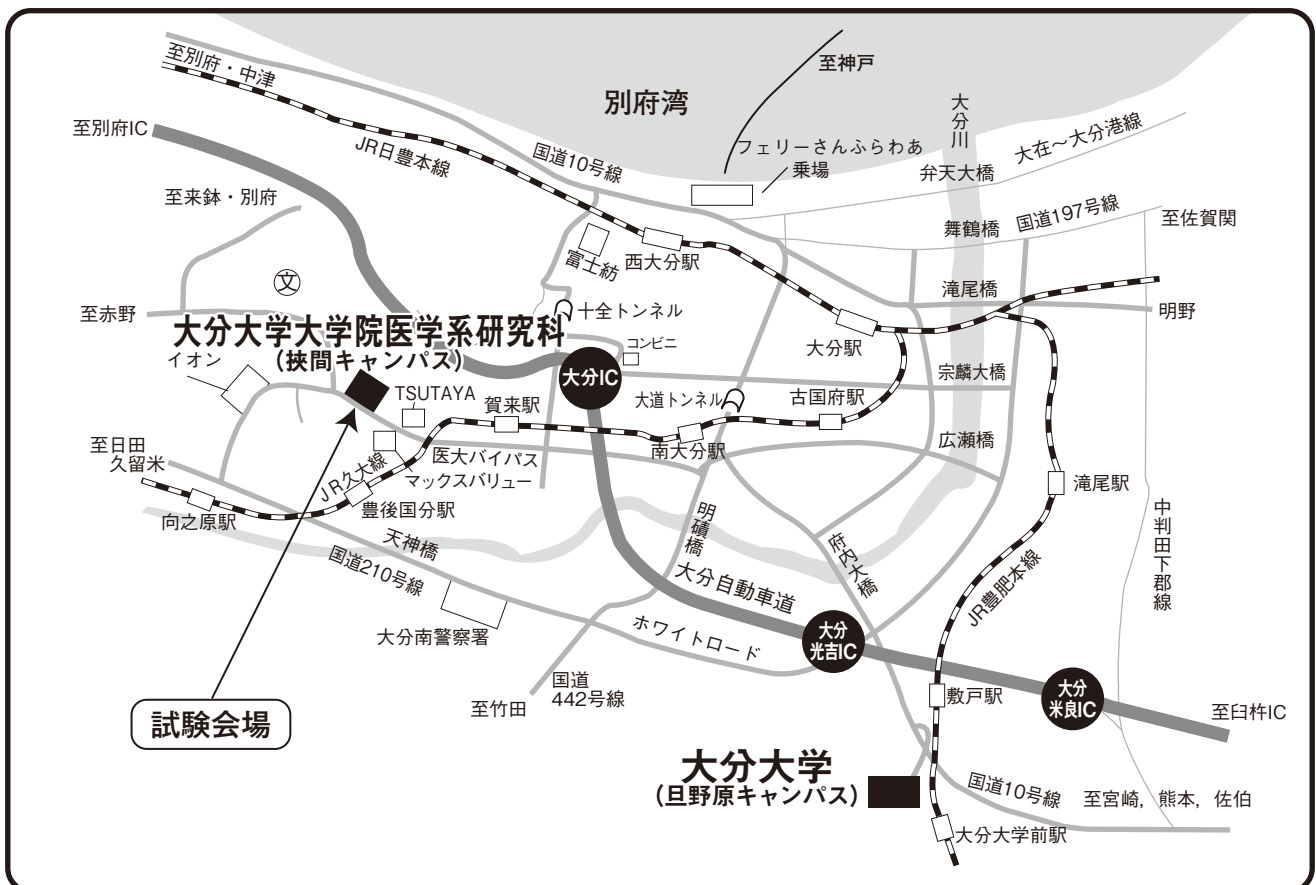 至別府・中津
至神戸
別府湾
大分川
至別府IC
JR日豊本線
国道10号線
フェリーさんふらわあ
乗場
大在～大分港線
弁天大橋
至来鉢・別府
舞鶴橋
国道197号線
至佐賀関
富士紡
西大分駅
文
至赤野
十全トンネル
滝尾橋
明野
大分大学大学院医学系研究科
(挾間キャンパス)
コンビニ
大分駅
イオン
大分IC
宗麟大橋
TSUTAYA
賀来駅
大道トンネル
古国府駅
至日田
久留米
医大バイパス
南大分駅
広瀬橋
JR久大線
マックスバリュー
滝尾駅
向之原駅
豊後国分駅
明磧橋
中判田下郡線
天神橋
府内大橋
国道210号線
大分自動車道
JR豊肥本線
大分南警察署
ホワイトロード
大分
光吉IC
国道
442号線
至竹田
敷戸駅
大分
米良IC
至臼杵IC
試験会場
大分大学
(旦野原キャンパス)
国道10号線
至宮崎，熊本，佐伯
大分大学前駅